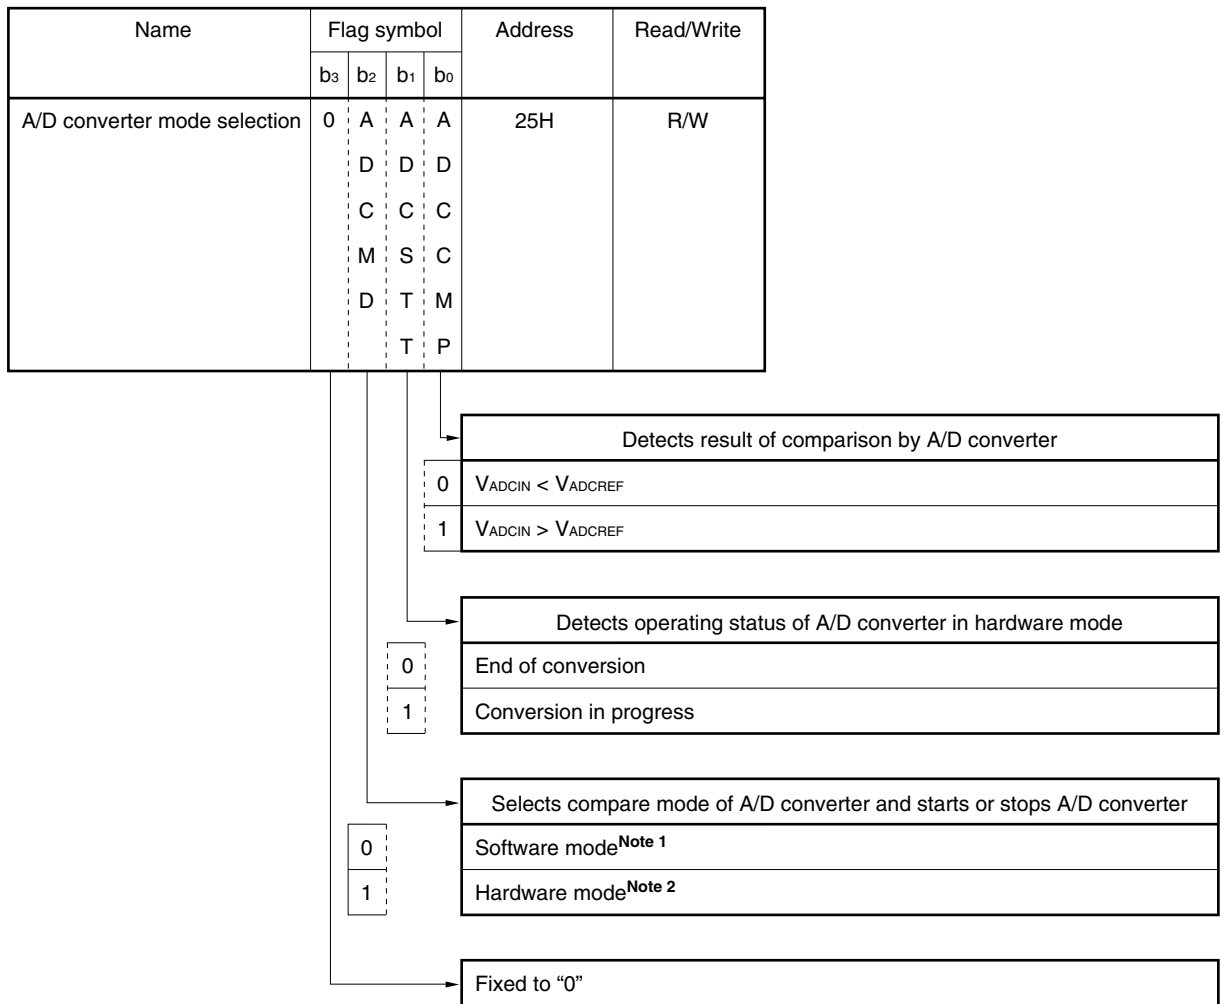 Name Flag symbol Address Read/Write
b3 b2 b1 b0
A/D converter mode selection 0 A A A 25H R/W
D D D
C C C
M S C
D T M
T P
Detects result of comparison by A/D converter
0 VADCIN < VADCREF
1 VADCIN > VADCREF
Detects operating status of A/D converter in hardware mode
0 End of conversion
1 Conversion in progress
Selects compare mode of A/D converter and starts or stops A/D converter
0 Software modeNote 1
1 Hardware modeNote 2
Fixed to “0”